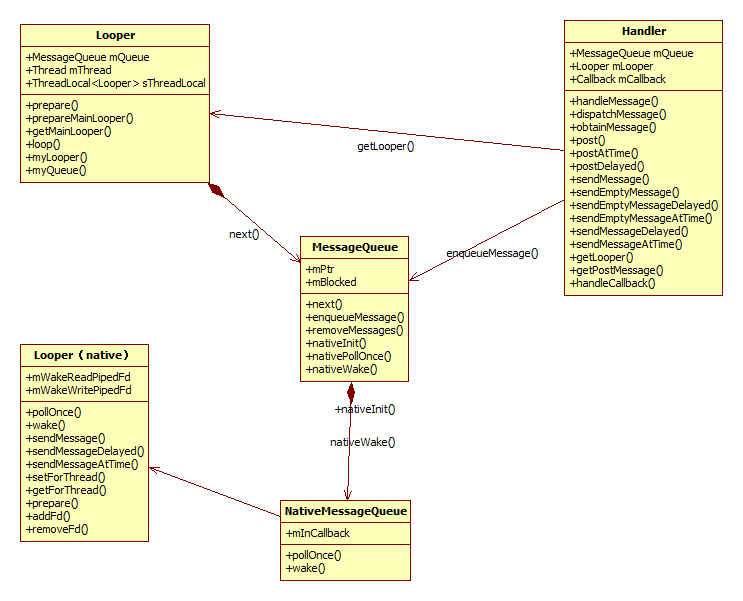 Looper
+MessageQueue mQueue
+Thread mThread
+ThreadLocal<Looper> sThreadLocal
+prepare()
+prepareMainLooper()
+getMainLooper()
+loop()
+myLooper()
+myQueue()
Handler
+MessageQueue mQueue
+Looper mLooper
+Callback mCallback
+handleMessage()
+dispatchMessage()
+obtainMessage()
+post()
+postAtTime()
+postDelayed()
+sendMessage()
+sendEmptyMessage()
+sendEmptyMessageDelayed()
+sendEmptyMessageAtTime()
+sendMessageDelayed()
+sendMessageAtTime()
+getLooper()
+getPostMessage()
+handleCallback()
getLooper()
next()
enqueueMessage()
MessageQueue
+mPtr
+mBlocked
+next()
+enqueueMessage()
+removeMessages()
+nativeInit()
+nativePollOnce()
+nativeWake()
Looper（native）
+mWakeReadPipedFd
+mWakeWritePipedFd
+pollOnce()
+wake()
+sendMessage()
+sendMessageDelayed()
+sendMessageAtTime()
+setForThread()
+getForThread()
+prepare()
+addFd()
+removeFd()
+nativeInit()
nativeWake()
NativeMessageQueue
+mInCallback
+pollOnce()
+wake()